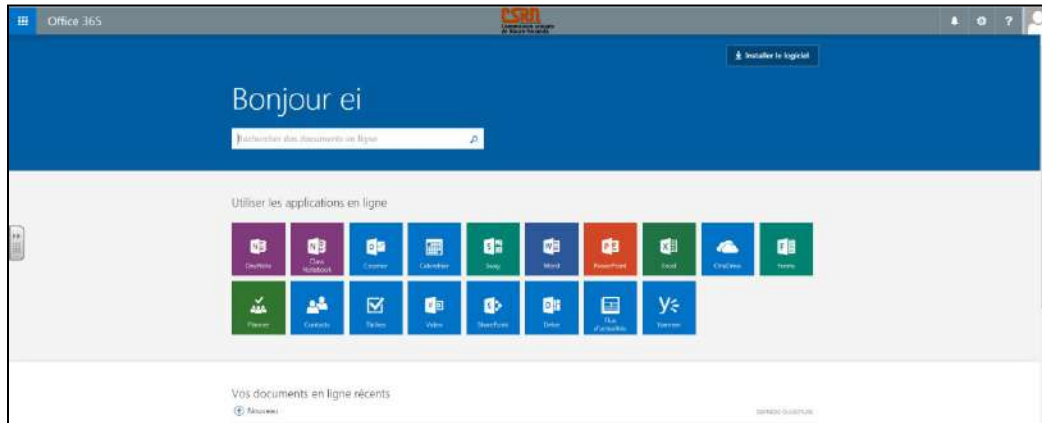 Office 365
CSRN
?
Installer le logiciel
Bonjour ei
Rechercher des documents en ligne
Utiliser les applications en ligne
OneNote Class Notebook Courrier Calendrier Sway Word PowerPoint Excel OneDrive Forms
Planner Contacts Tâches Vidéo SharePoint Delve Flux d'actualités Yammer
Vos documents en ligne récents
Nouveau